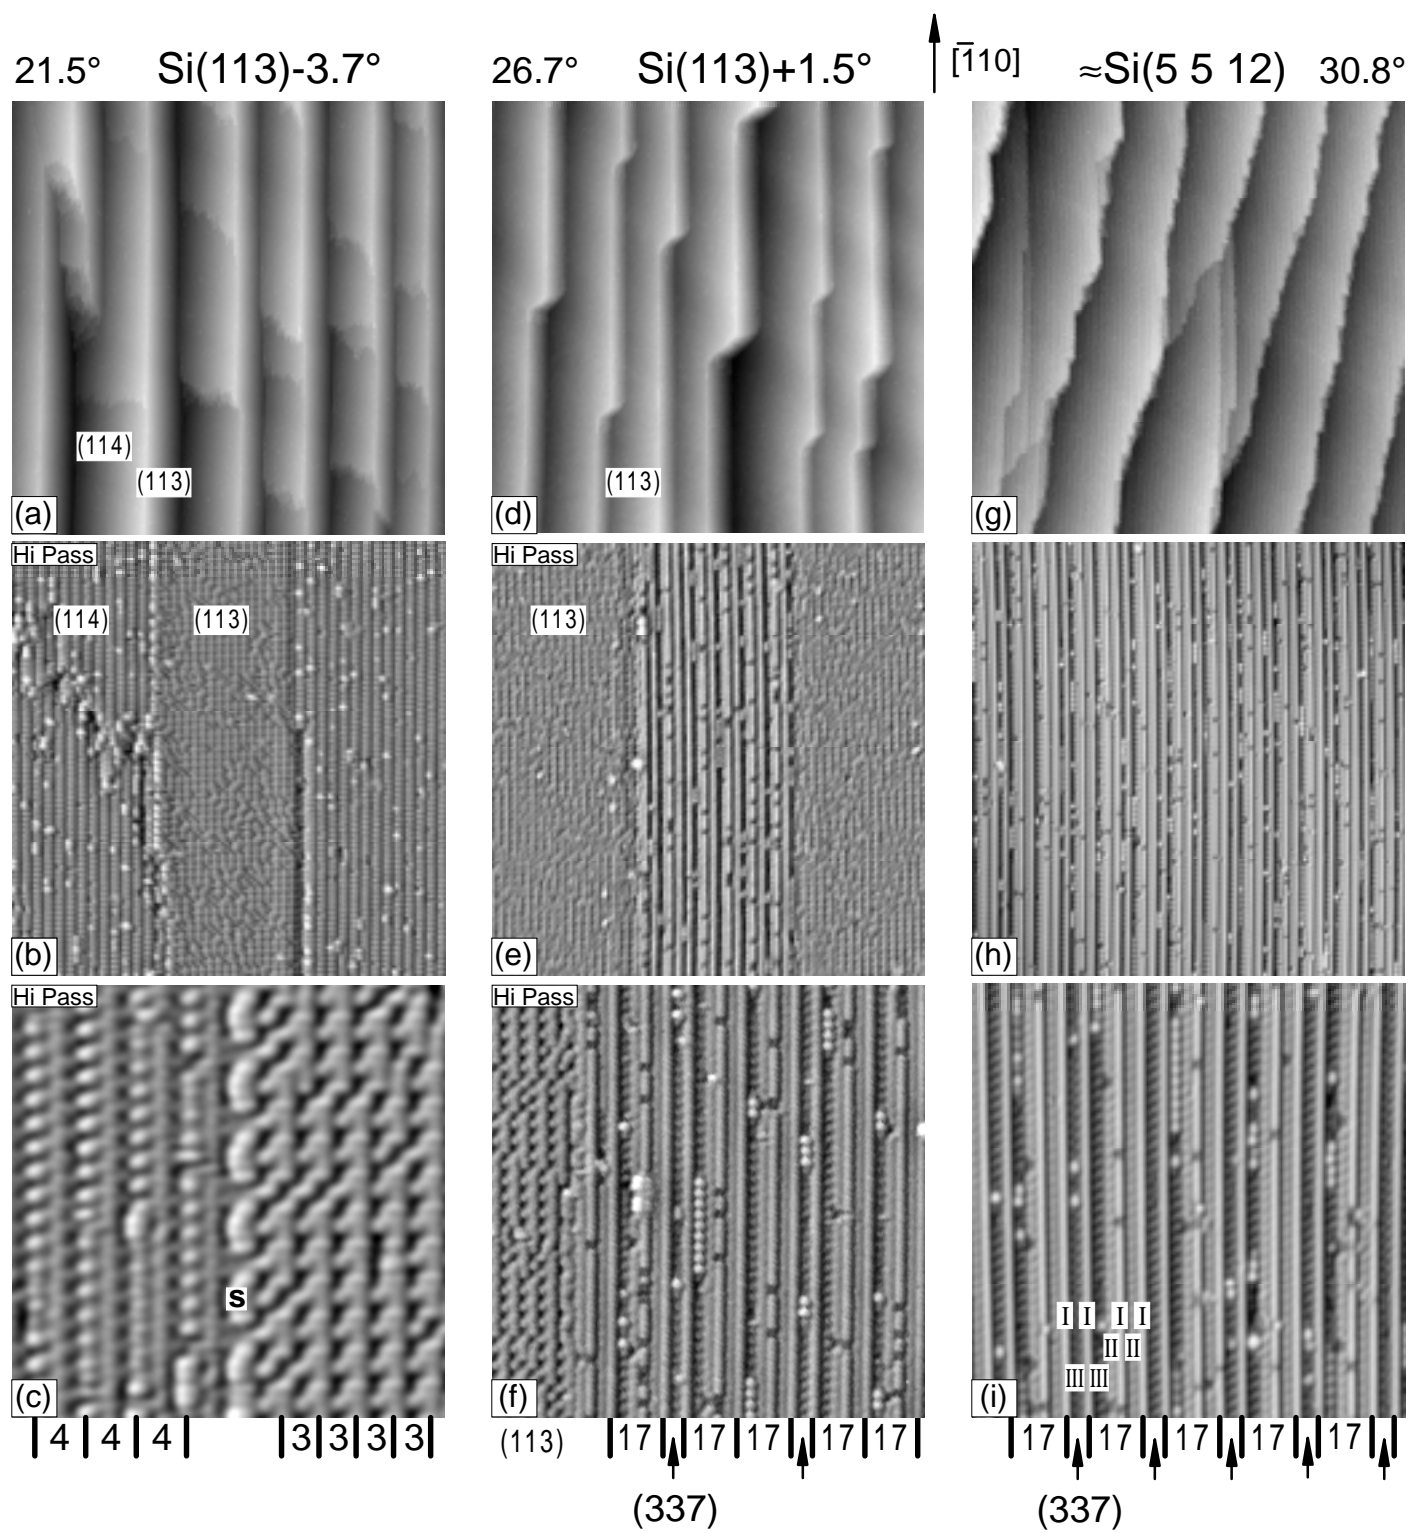 21.5° Si(113)-3.7° 26.7° Si(113)+1.5° [1̄10] ≈Si(5 5 12) 30.8°
(114)
(113)
(a)
(113)
(d)
(g)
Hi Pass
(114) (113)
(b)
Hi Pass
(113)
(e)
(h)
Hi Pass
s
(c)
Hi Pass
(f)
I I I I
II II
III III
(i)
4 4 4 3 3 3 3
(113) 17 17 17 17 17
(337)
17 17 17 17 17
(337)